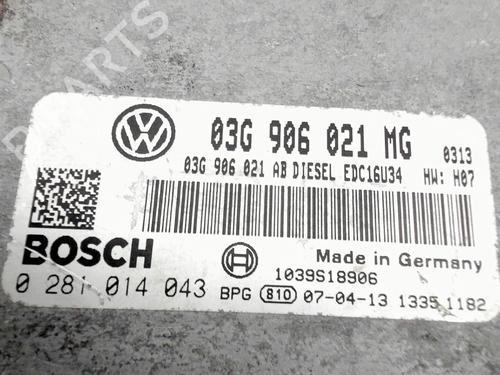 03G 906 021 MG 0313
03G 906 021 AB DIESEL EDC16U34 HW: H07
BOSCH
Made in Germany
1039S18906
0 281 014 043 BPG 810 07-04-13 1335 1182